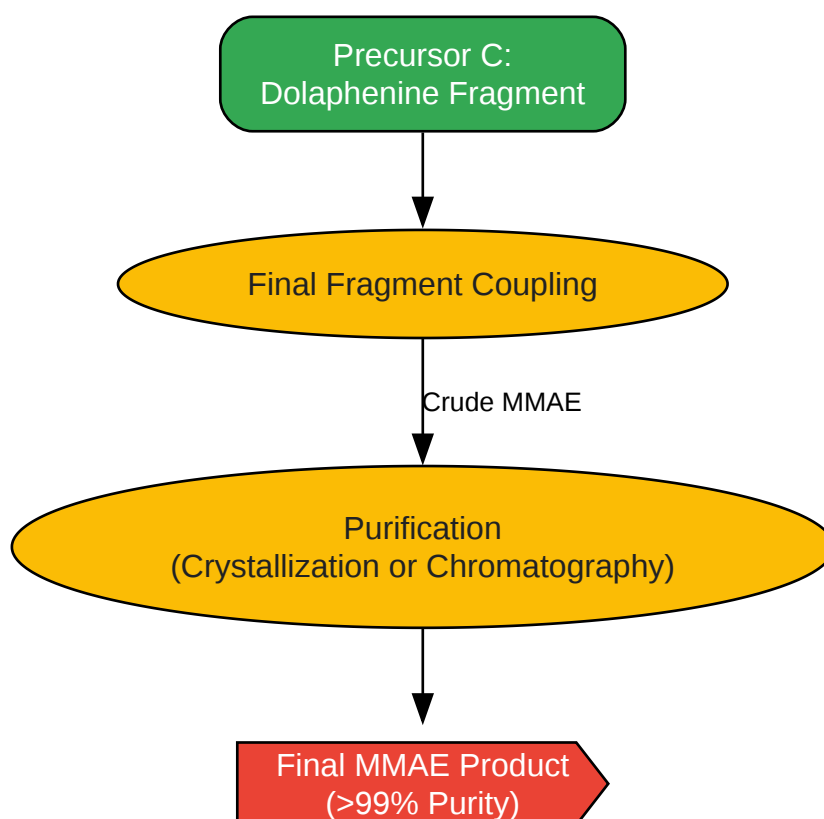 Precursor C:
Dolaphenine Fragment
Final Fragment Coupling
Crude MMAE
Purification
(Crystallization or Chromatography)
Final MMAE Product
(>99% Purity)